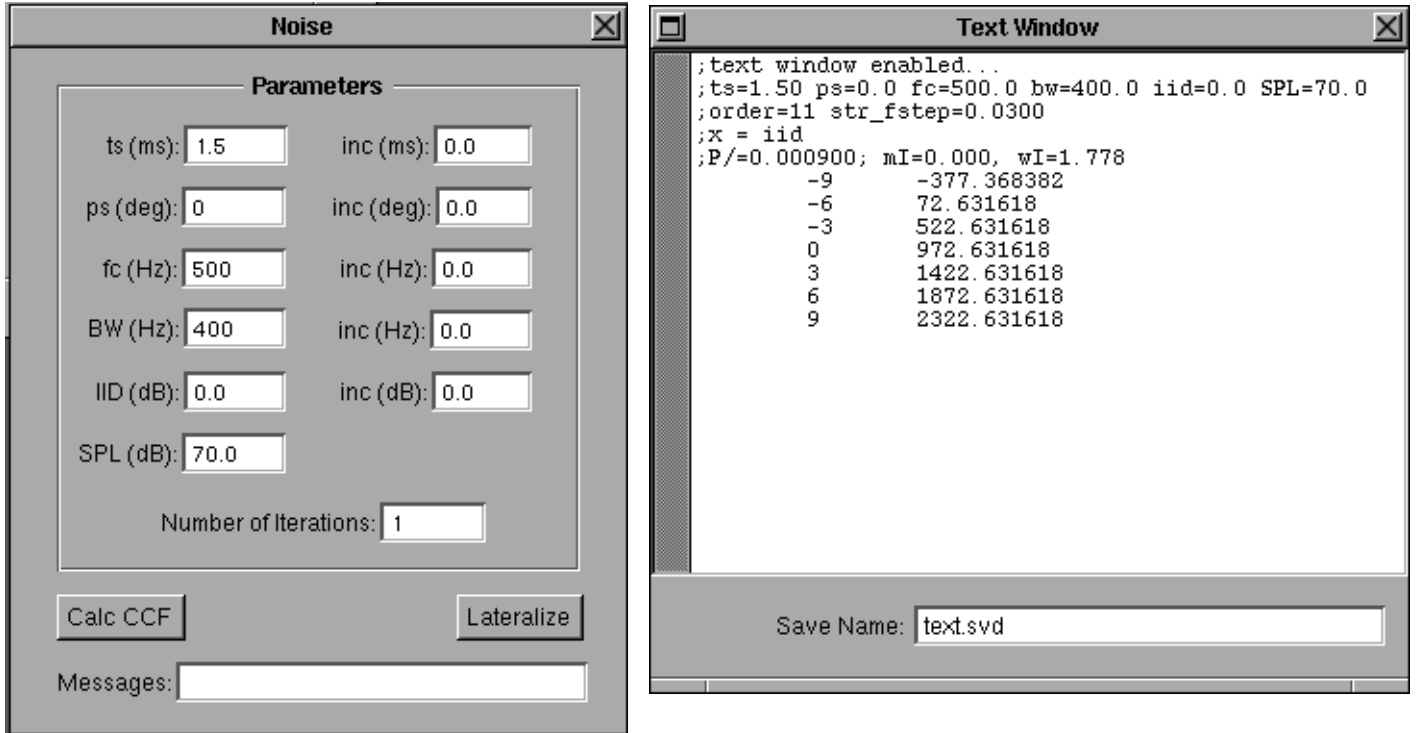 Noise
Parameters
ts (ms): 1.5 inc (ms): 0.0
ps (deg): 0 inc (deg): 0.0
fc (Hz): 500 inc (Hz): 0.0
BW (Hz): 400 inc (Hz): 0.0
IID (dB): 0.0 inc (dB): 0.0
SPL (dB): 70.0
Number of Iterations: 1
Calc CCF Lateralize
Messages:
Text Window
;text window enabled...
;ts=1.50 ps=0.0 fc=500.0 bw=400.0 iid=0.0 SPL=70.0
;order=11 str_fstep=0.0300
;x = iid
;P/=0.000900; mI=0.000, wI=1.778
-9 -377.368382
-6 72.631618
-3 522.631618
0 972.631618
3 1422.631618
6 1872.631618
9 2322.631618
Save Name: text.svd